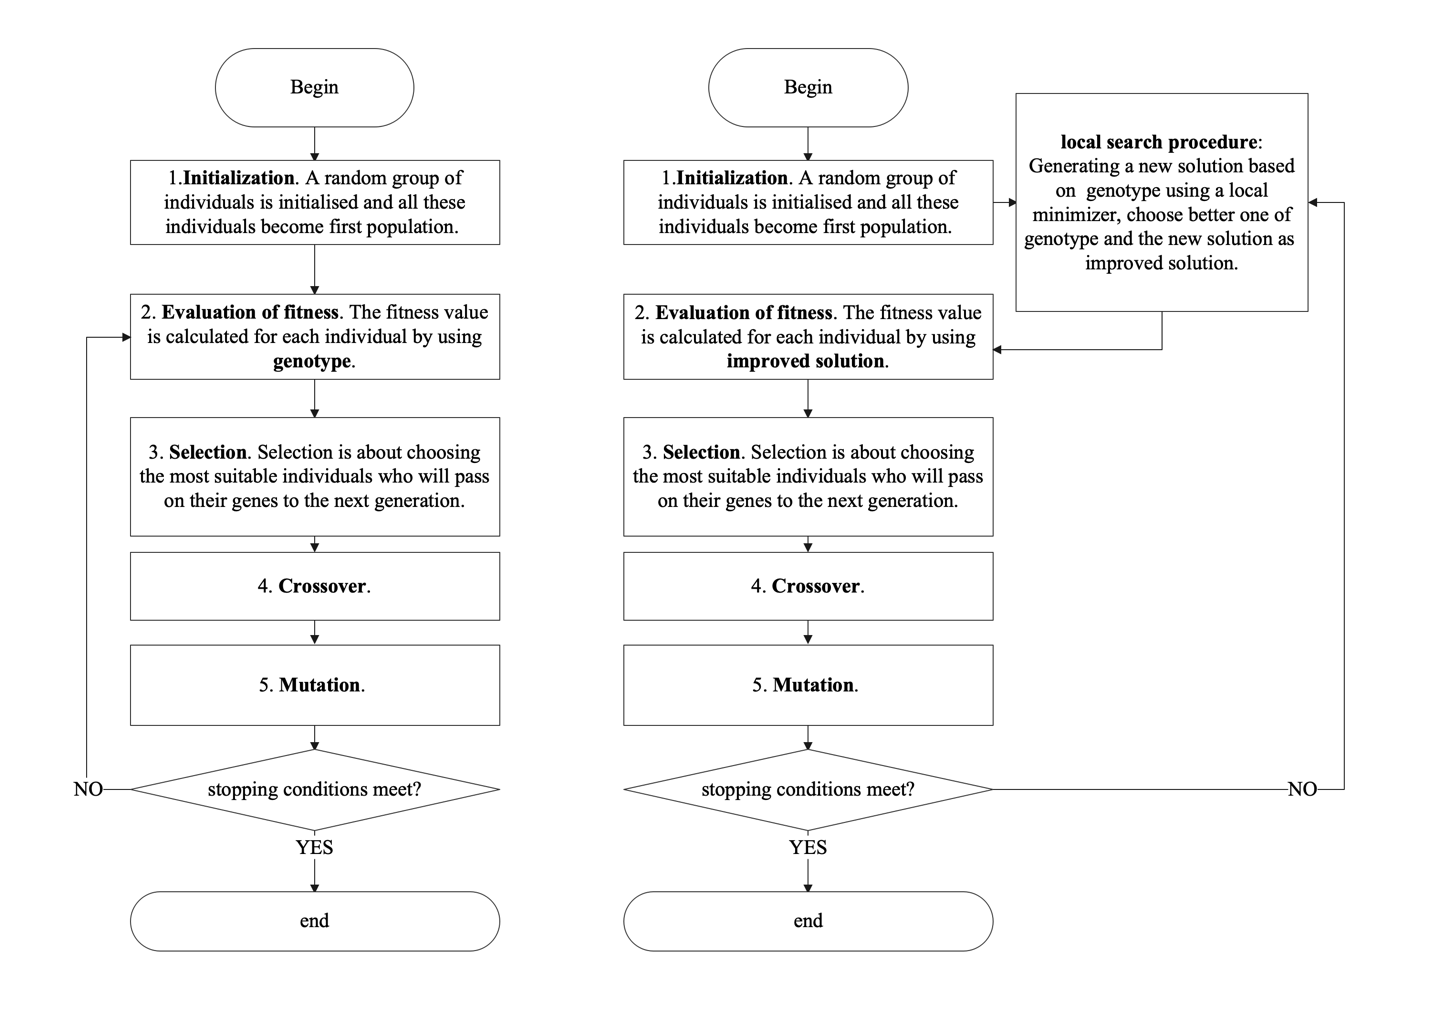 Begin
1.Initialization. A random group of
individuals is initialised and all these
individuals become first population.
2. Evaluation of fitness. The fitness value
is calculated for each individual by using
genotype.
3. Selection. Selection is about choosing
the most suitable individuals who will pass
on their genes to the next generation.
4. Crossover.
5. Mutation.
stopping conditions meet?
NO
YES
end
Begin
1.Initialization. A random group of
individuals is initialised and all these
individuals become first population.
local search procedure:
Generating a new solution based
on genotype using a local
minimizer, choose better one of
genotype and the new solution as
improved solution.
2. Evaluation of fitness. The fitness value
is calculated for each individual by using
improved solution.
3. Selection. Selection is about choosing
the most suitable individuals who will pass
on their genes to the next generation.
4. Crossover.
5. Mutation.
stopping conditions meet?
NO
YES
end